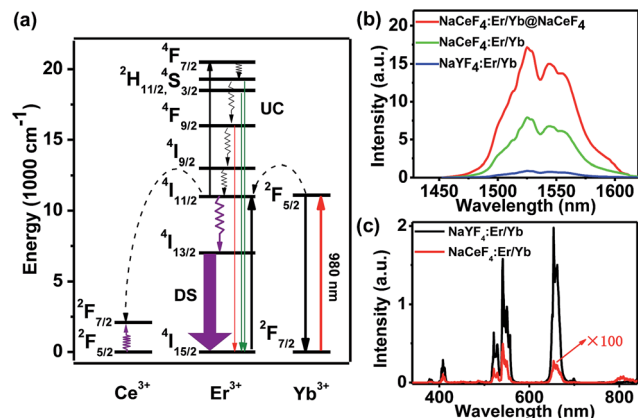 (a)
Energy (1000 cm⁻¹)
20
15
10
5
0
⁴F₇/₂
²H₁₁/₂, ⁴S₃/₂
⁴F₉/₂
⁴I₉/₂
⁴I₁₁/₂
⁴I₁₃/₂
⁴I₁₅/₂
UC
DS
²F₇/₂
²F₅/₂
²F₅/₂
²F₇/₂
980 nm
Ce³⁺ Er³⁺ Yb³⁺
(b)
NaCeF₄:Er/Yb@NaCeF₄
NaCeF₄:Er/Yb
NaYF₄:Er/Yb
Intensity (a.u.)
20
15
10
5
0
1450 1500 1550 1600
Wavelength (nm)
(c)
NaYF₄:Er/Yb
NaCeF₄:Er/Yb
×100
Intensity (a.u.)
2
1
0
400 500 600 700 800
Wavelength (nm)